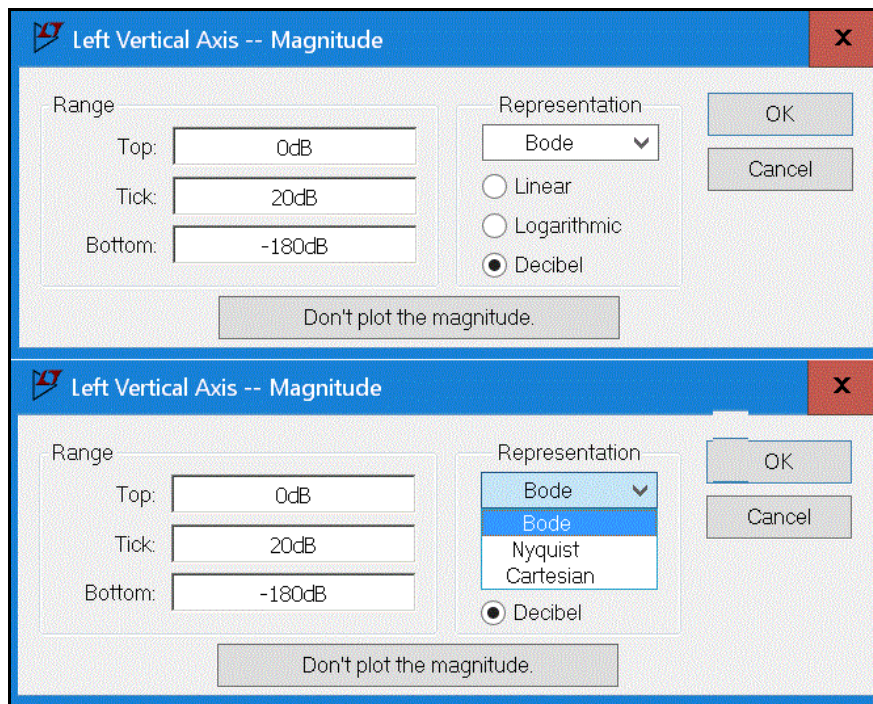 Left Vertical Axis -- Magnitude
X
Range
Top: 0dB
Tick: 20dB
Bottom: -180dB
Representation
Bode
Linear
Logarithmic
Decibel
OK
Cancel
Don't plot the magnitude.
Left Vertical Axis -- Magnitude
X
Range
Top: 0dB
Tick: 20dB
Bottom: -180dB
Representation
Bode
Bode
Nyquist
Cartesian
Decibel
OK
Cancel
Don't plot the magnitude.